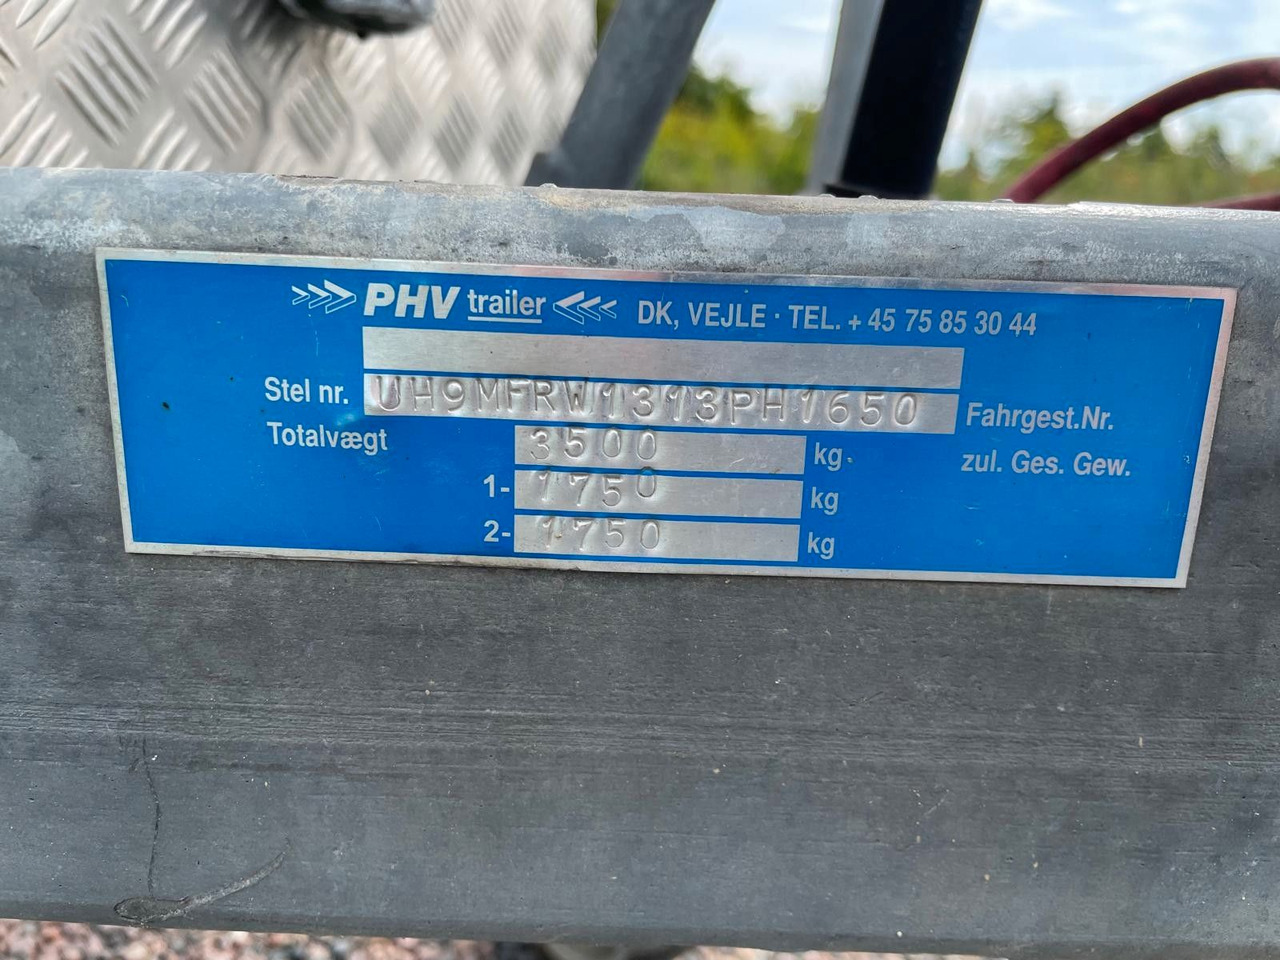 PHV trailer DK, VEJLE · TEL. + 45 75 85 30 44
Stel nr. UH9MFRW1313PH1650 Fahrgest.Nr.
Totalvægt 3500 kg. zul. Ges. Gew.
1- 1750 kg
2- 1750 kg